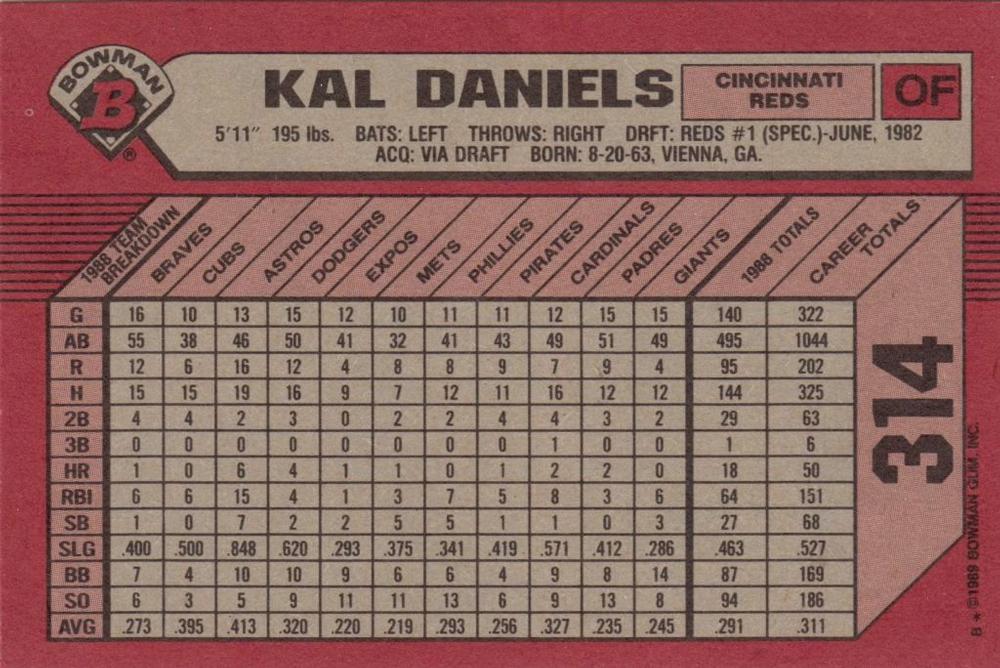 BOWMAN
B
®
KAL DANIELS
CINCINNATI
REDS
OF
5'11" 195 lbs. BATS: LEFT THROWS: RIGHT DRFT: REDS #1 (SPEC.)-JUNE, 1982
ACQ: VIA DRAFT BORN: 8-20-63, VIENNA, GA.
1988 TEAM BREAKDOWN BRAVES CUBS ASTROS DODGERS EXPOS METS PHILLIES PIRATES CARDINALS PADRES GIANTS 1988 TOTALS CAREER TOTALS
G 16 10 13 15 12 10 11 11 12 15 15 140 322
AB 55 38 46 50 41 32 41 43 49 51 49 495 1044
R 12 6 16 12 4 8 8 9 7 9 4 95 202
H 15 15 19 16 9 7 12 11 16 12 12 144 325
2B 4 4 2 3 0 2 2 4 4 3 2 29 63
3B 0 0 0 0 0 0 0 0 1 0 0 1 6
HR 1 0 6 4 1 1 0 1 2 2 0 18 50
RBI 6 6 15 4 1 3 7 5 8 3 6 64 151
SB 1 0 7 2 2 5 5 1 1 0 3 27 68
SLG .400 .500 .848 .620 .293 .375 .341 .419 .571 .412 .286 .463 .527
BB 7 4 10 10 9 6 6 4 9 8 14 87 169
SO 6 3 5 9 11 11 13 6 9 13 8 94 186
AVG .273 .395 .413 .320 .220 .219 .293 .256 .327 .235 .245 .291 .311
314
B * ©1989 BOWMAN GUM, INC.